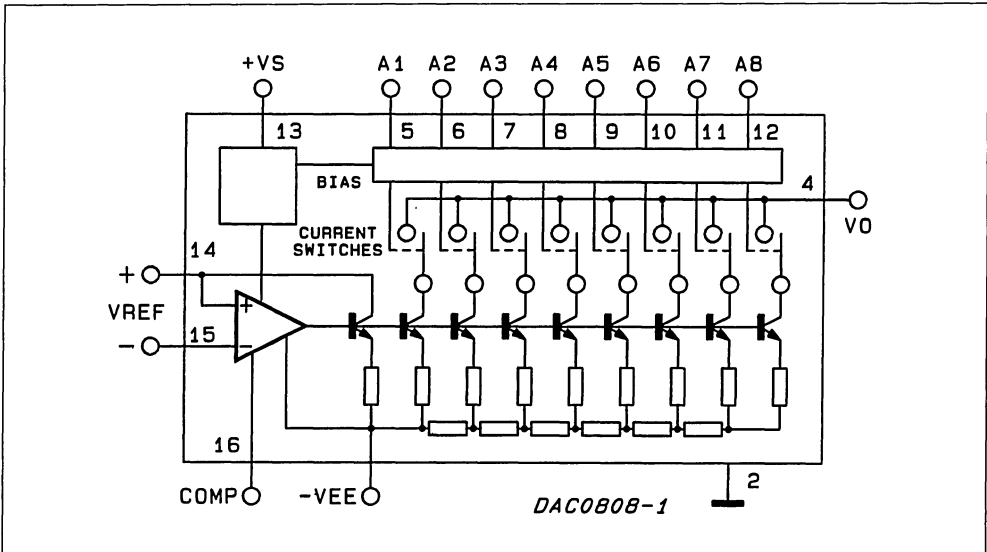 +VS A1 A2 A3 A4 A5 A6 A7 A8
13 5 6 7 8 9 10 11 12
BIAS
4
VO
CURRENT
SWITCHES
14
+
VREF
+
15
-
-
16
COMP
-VEE
2
DAC0808-1